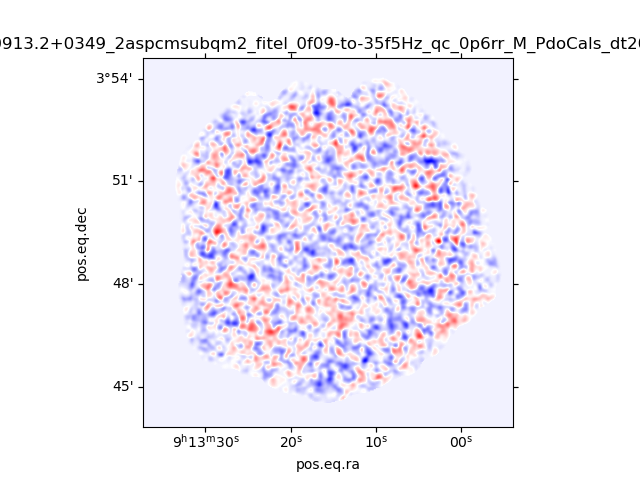 0913.2+0349_2aspcmsubqm2_fitel_0f09-to-35f5Hz_qc_0p6rr_M_PdoCals_dt20
3°54'
51'
48'
45'
pos.eq.dec
9h13m30s 20s 10s 00s
pos.eq.ra